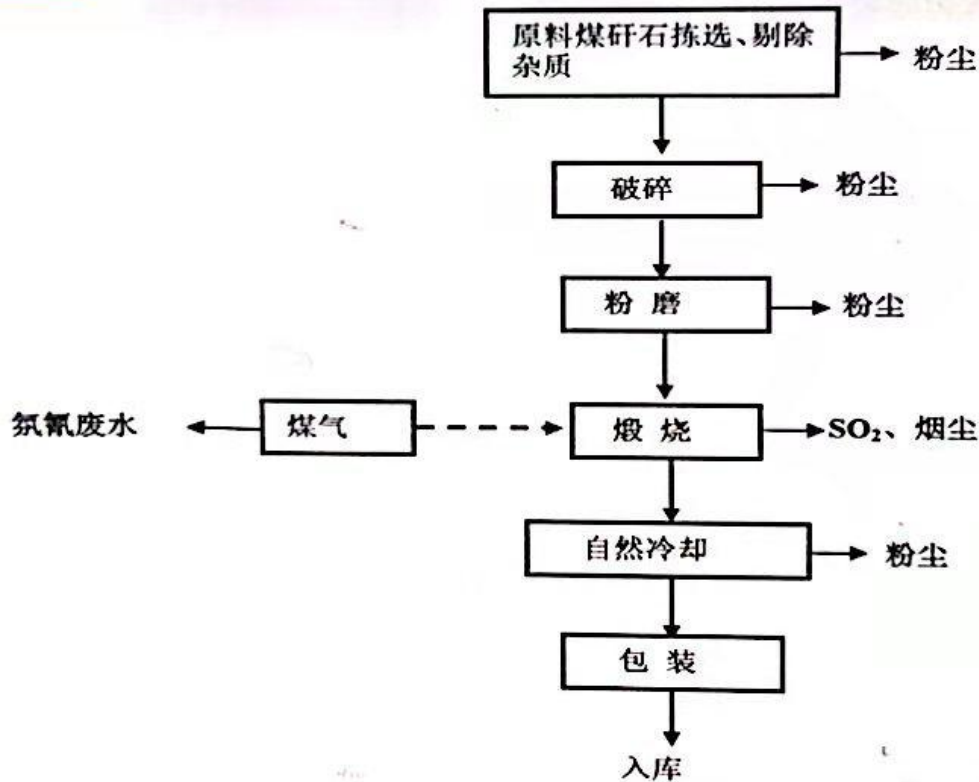 原料煤矸石拣选、剔除
杂质
粉尘
破碎
粉尘
粉 磨
粉尘
氛氰废水
煤气
煅 烧
SO₂、烟尘
自然冷却
粉尘
包 装
入库